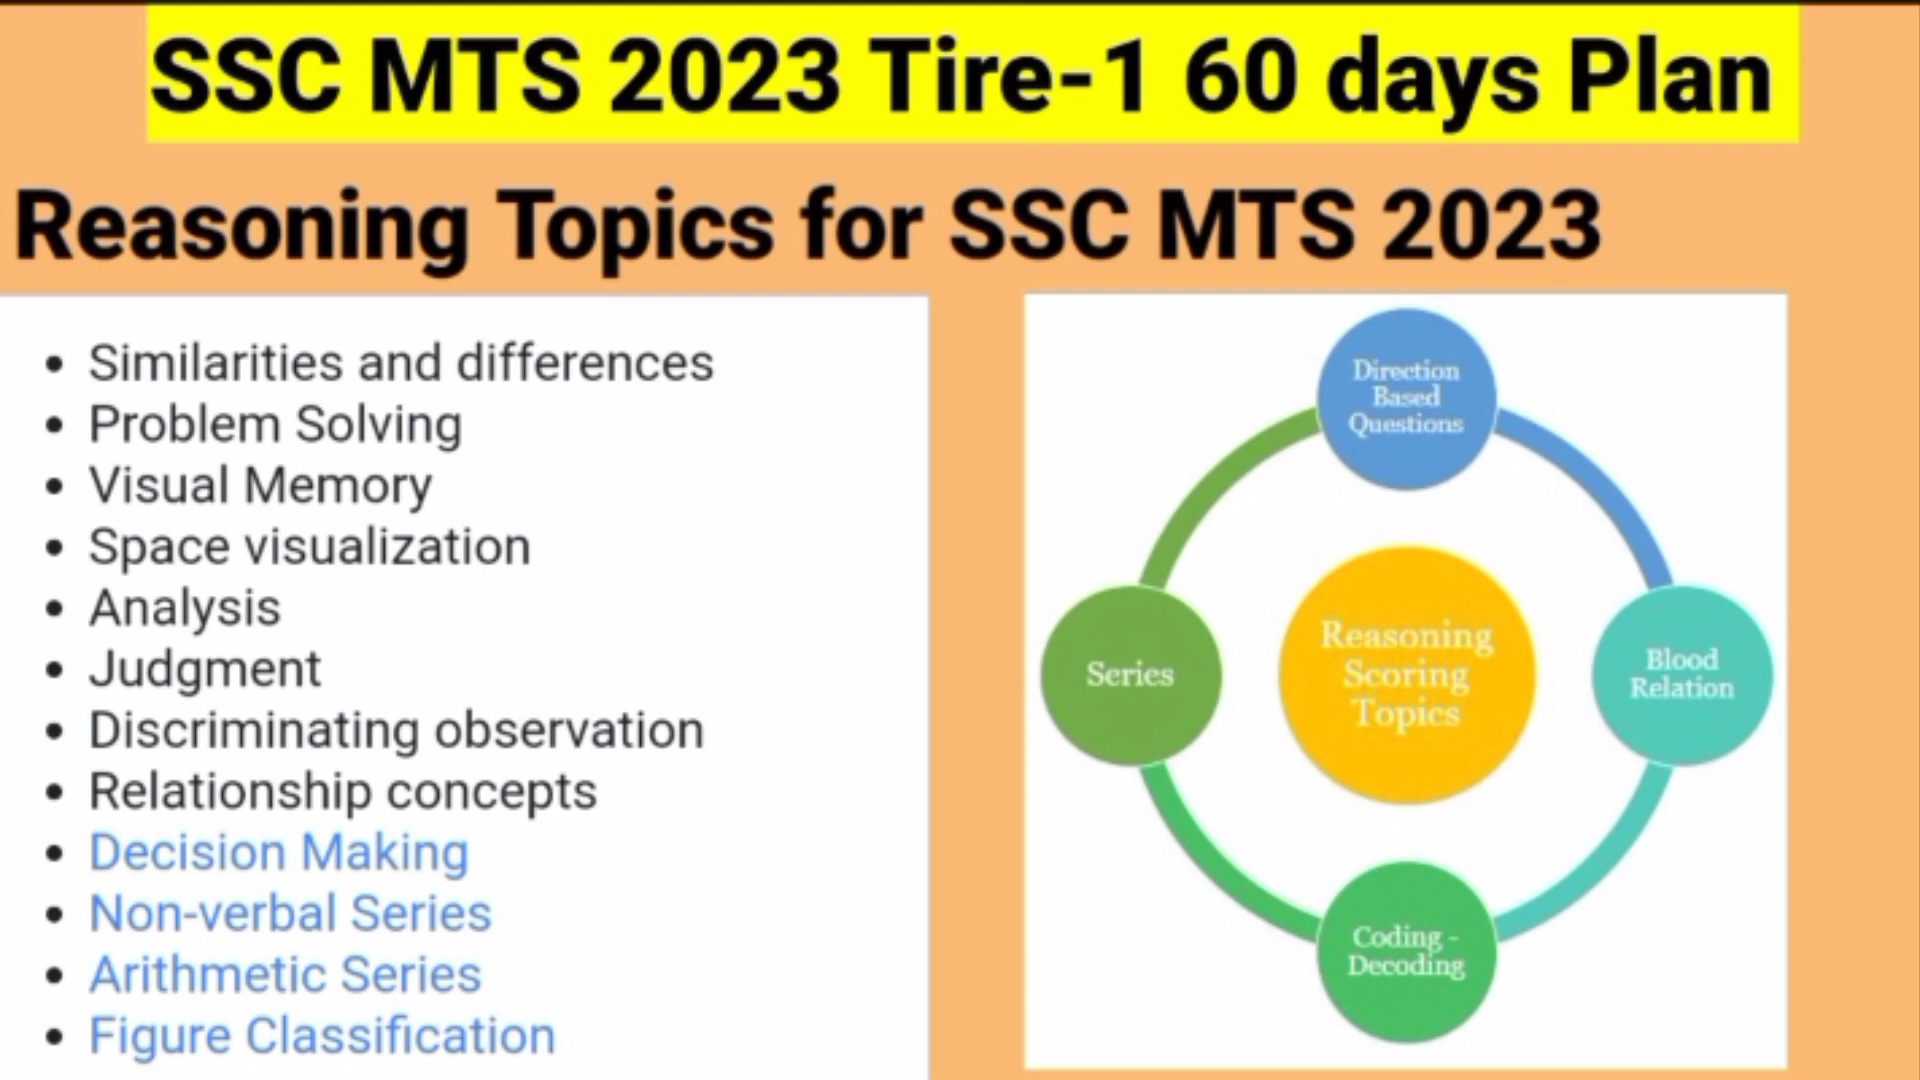 SSC MTS 2023 Tire-1 60 days Plan
Reasoning Topics for SSC MTS 2023
• Similarities and differences
• Problem Solving
• Visual Memory
• Space visualization
• Analysis
• Judgment
• Discriminating observation
• Relationship concepts
• Decision Making
• Non-verbal Series
• Arithmetic Series
• Figure Classification
Direction
Based
Questions
Series
Reasoning
Scoring
Topics
Blood
Relation
Coding -
Decoding